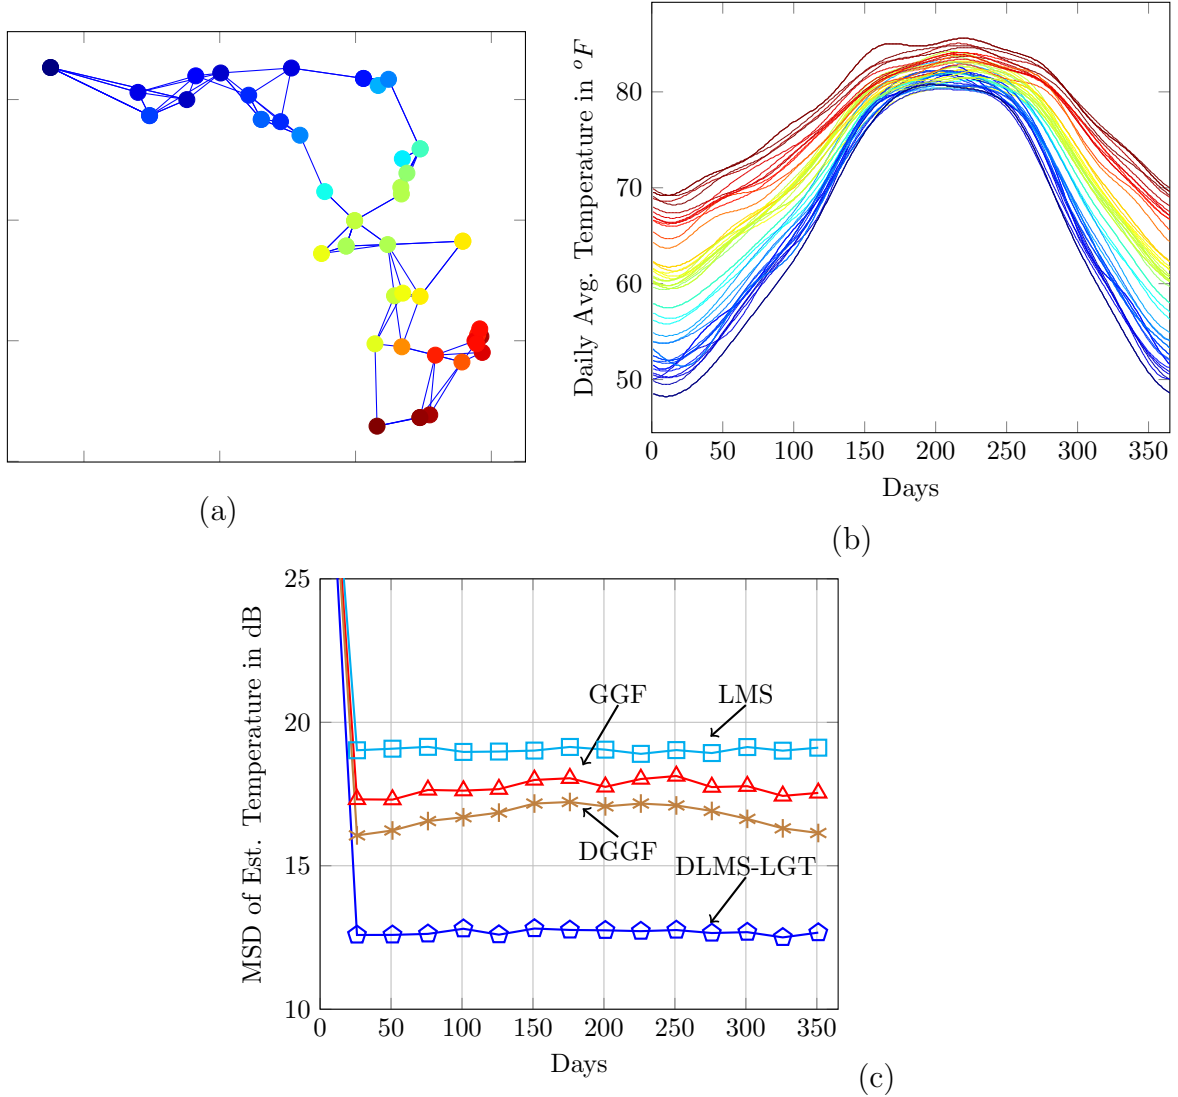 (a)
Daily Avg. Temperature in °F
80
70
60
50
0 50 100 150 200 250 300 350
Days
(b)
MSD of Est. Temperature in dB
25
20
15
10
GGF LMS
DGGF
DLMS-LGT
0 50 100 150 200 250 300 350
Days
(c)